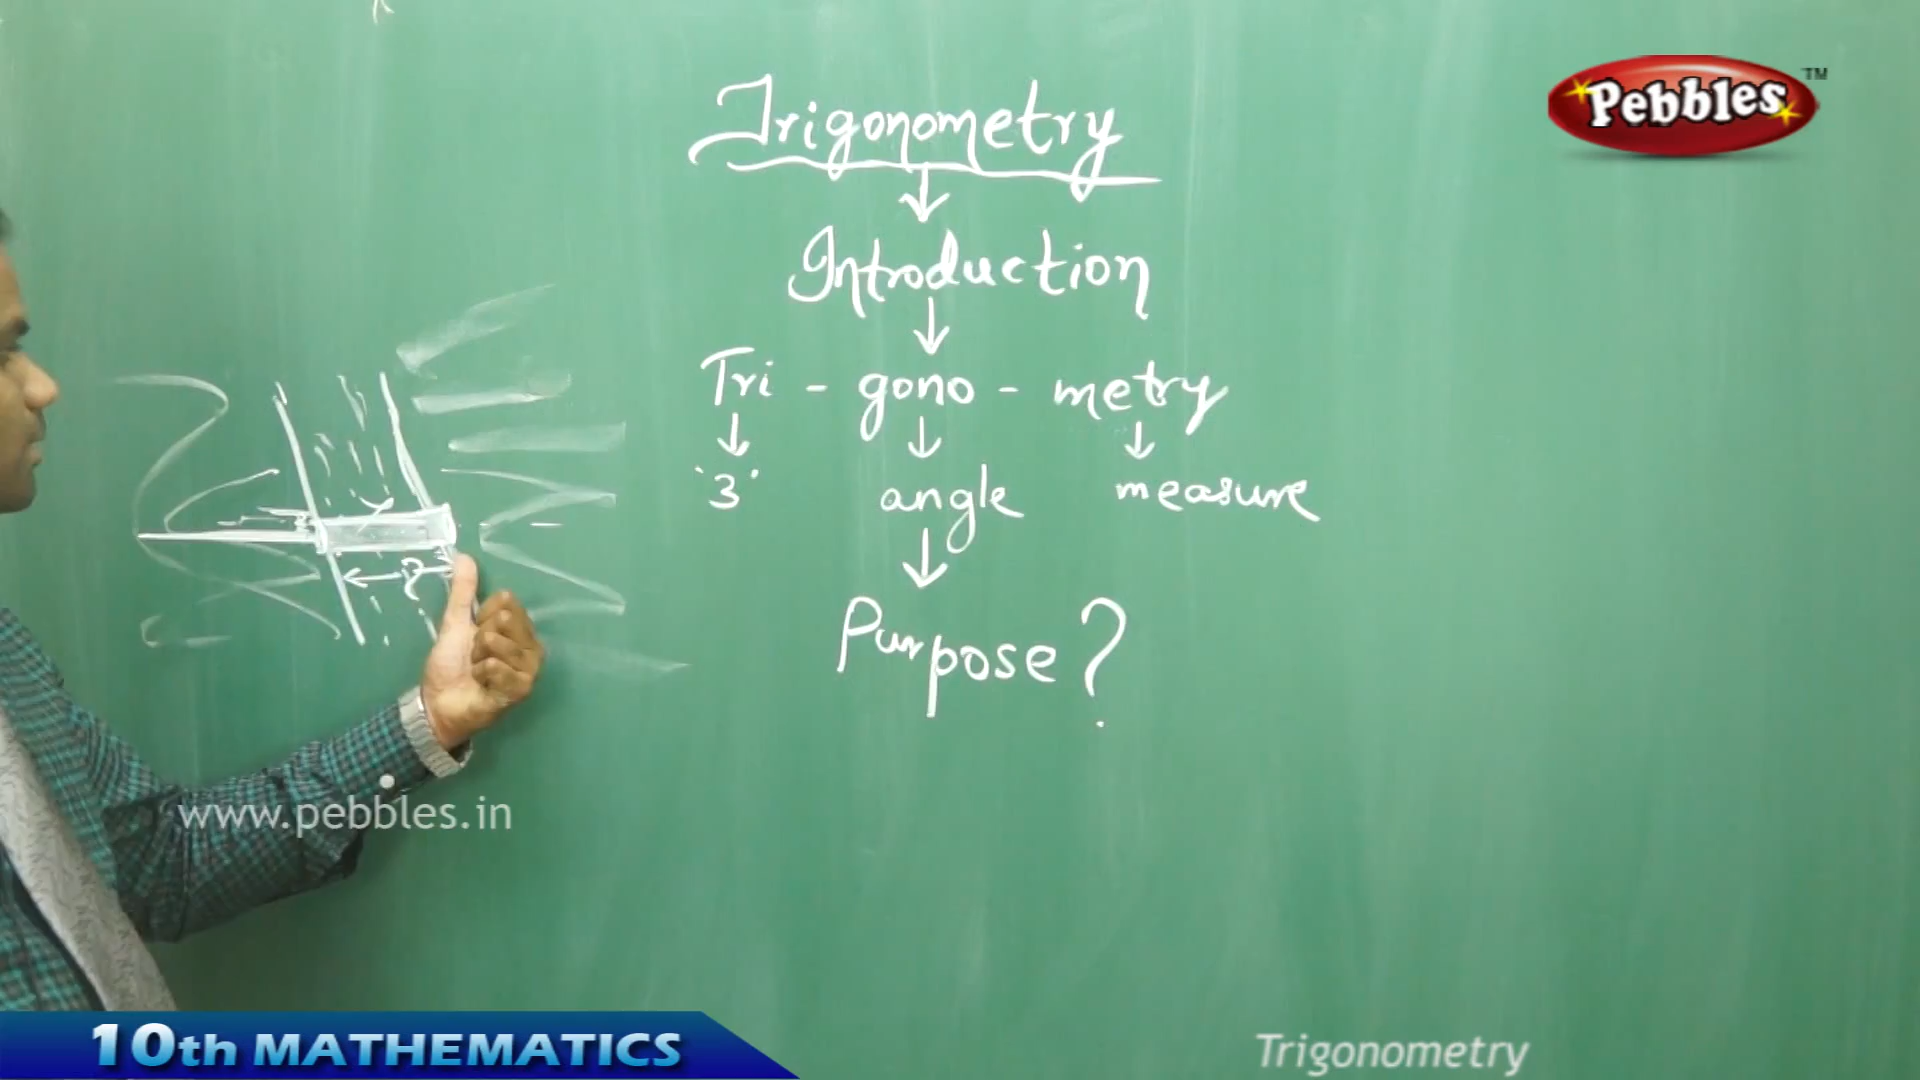 Trigonometry
Introduction
Tri - gono - metry
'3' angle measure
Purpose?
?
Pebbles TM
www.pebbles.in
10th MATHEMATICS
Trigonometry